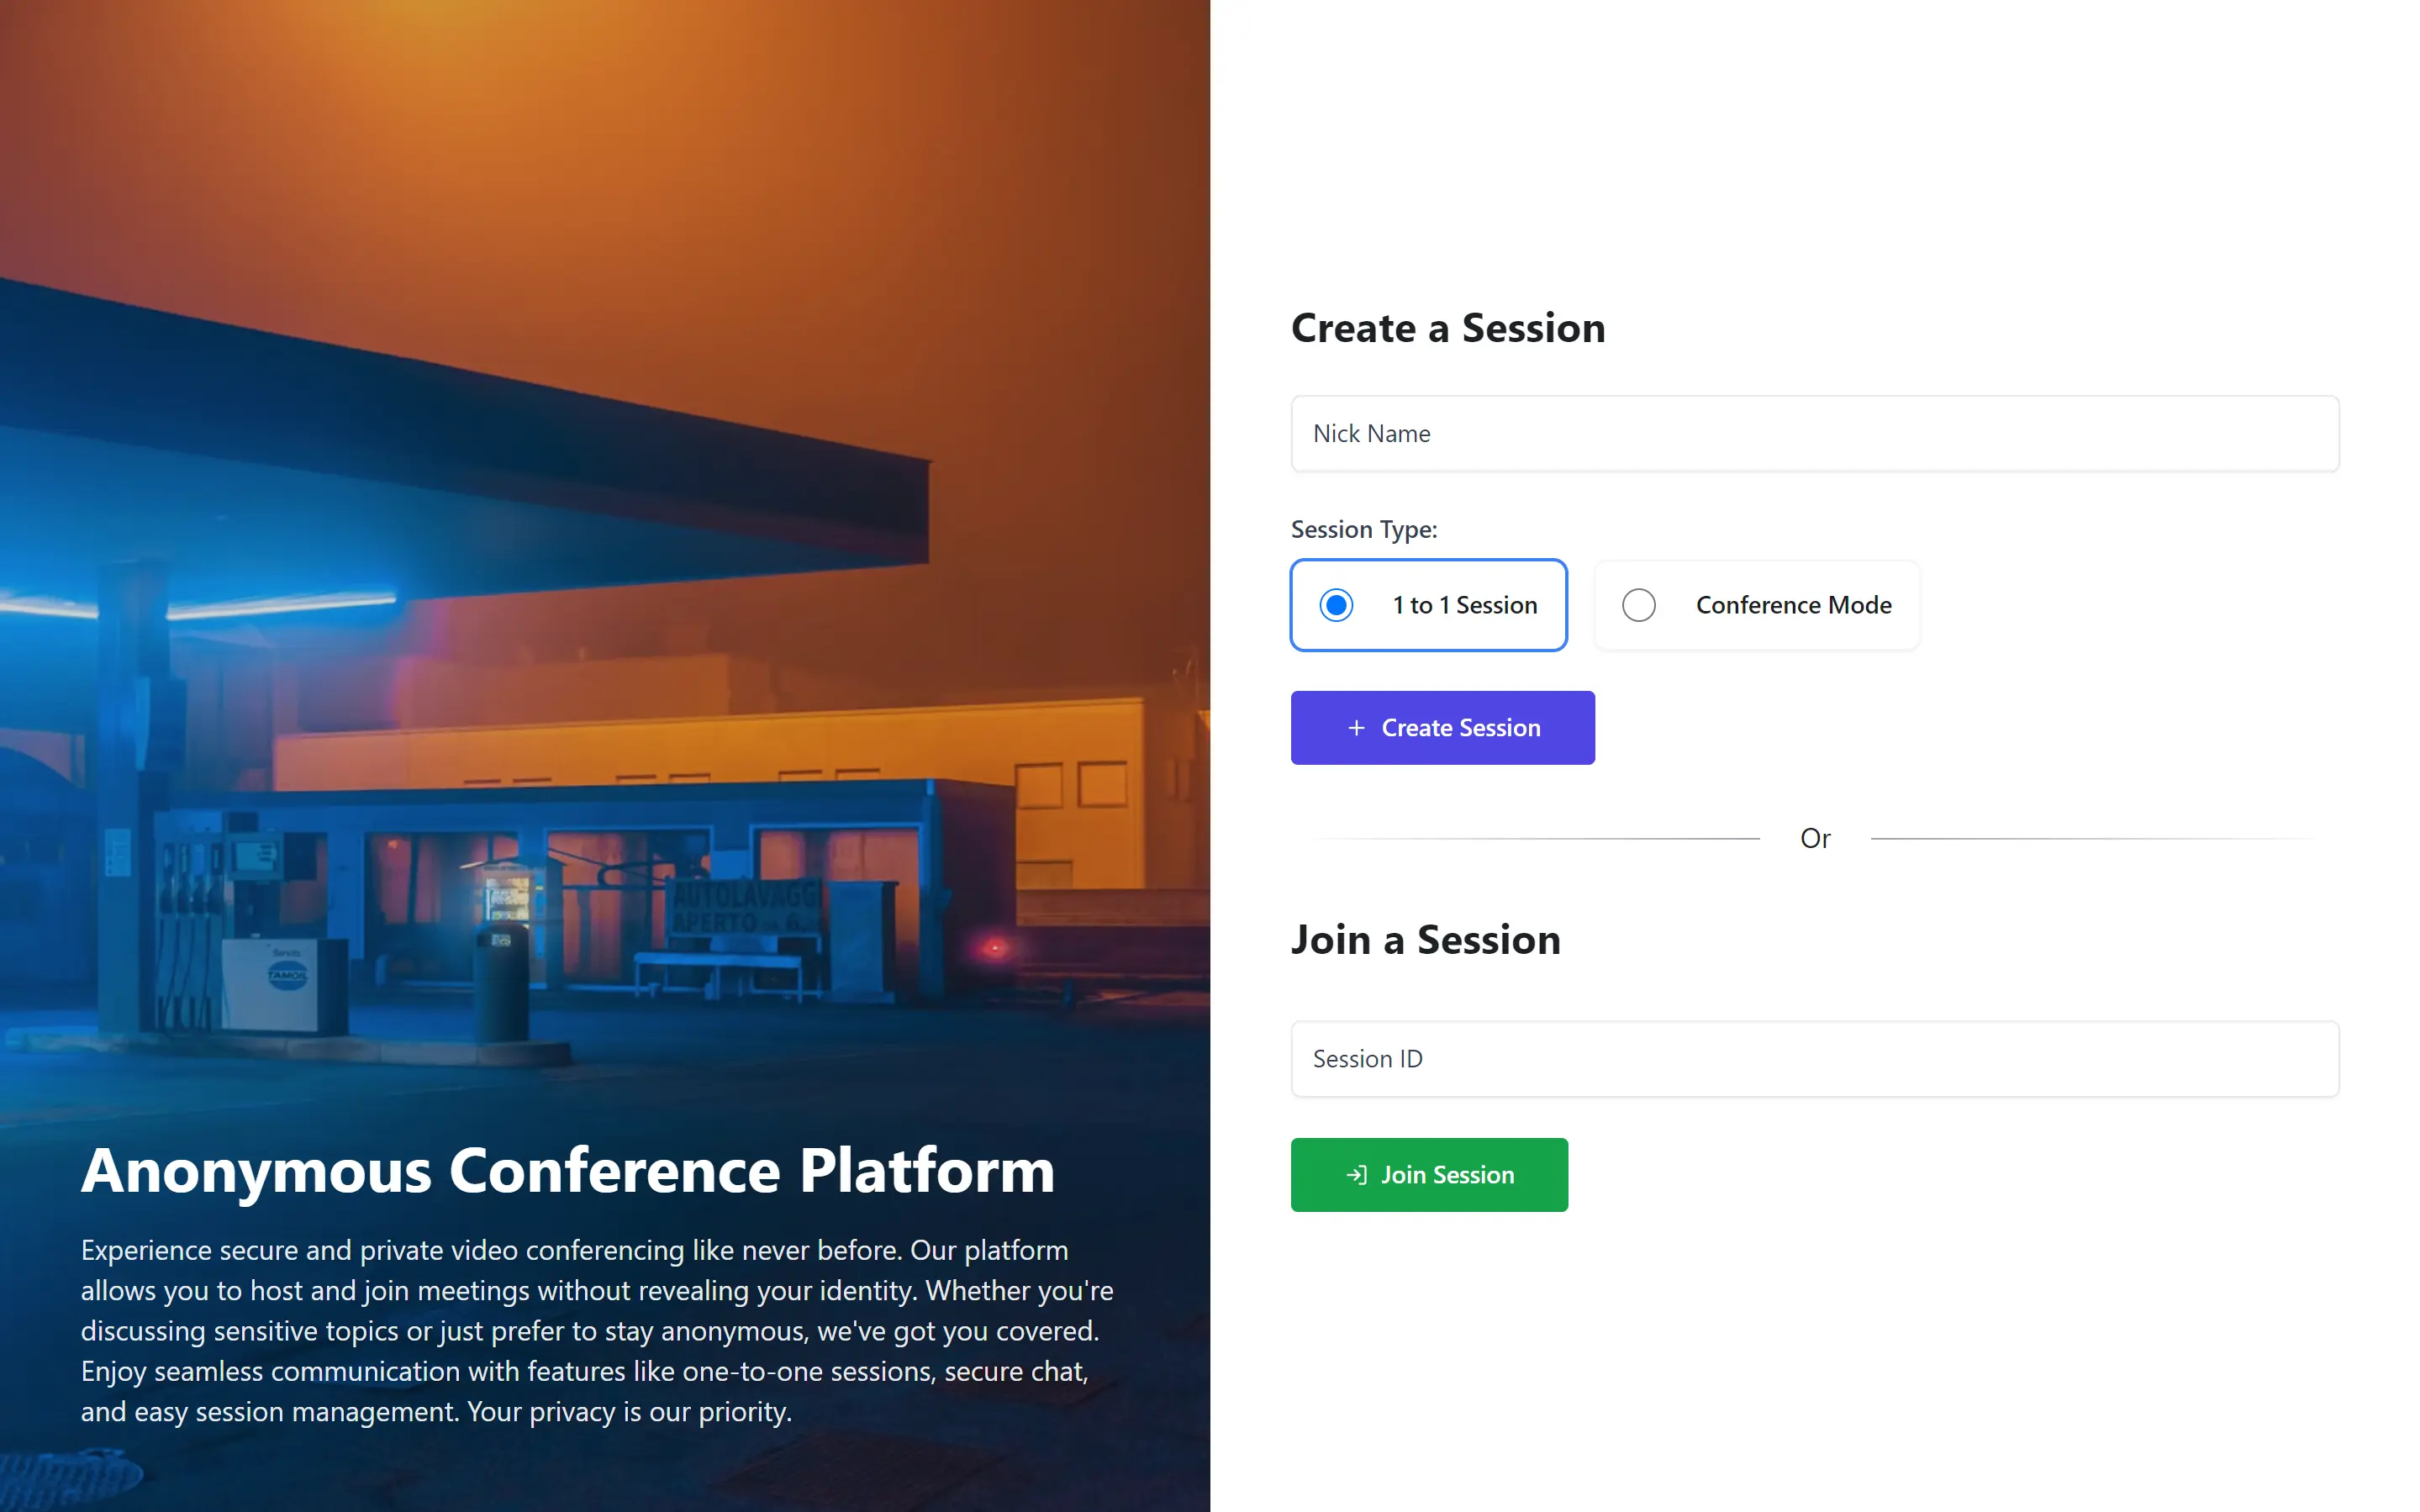 AUTOLAVAGG
APERTO
Servizi
TAMOIL
Anonymous Conference Platform
Experience secure and private video conferencing like never before. Our platform
allows you to host and join meetings without revealing your identity. Whether you're
discussing sensitive topics or just prefer to stay anonymous, we've got you covered.
Enjoy seamless communication with features like one-to-one sessions, secure chat,
and easy session management. Your privacy is our priority.
Create a Session
Nick Name
Session Type:
1 to 1 Session
Conference Mode
Create Session
Or
Join a Session
Session ID
Join Session